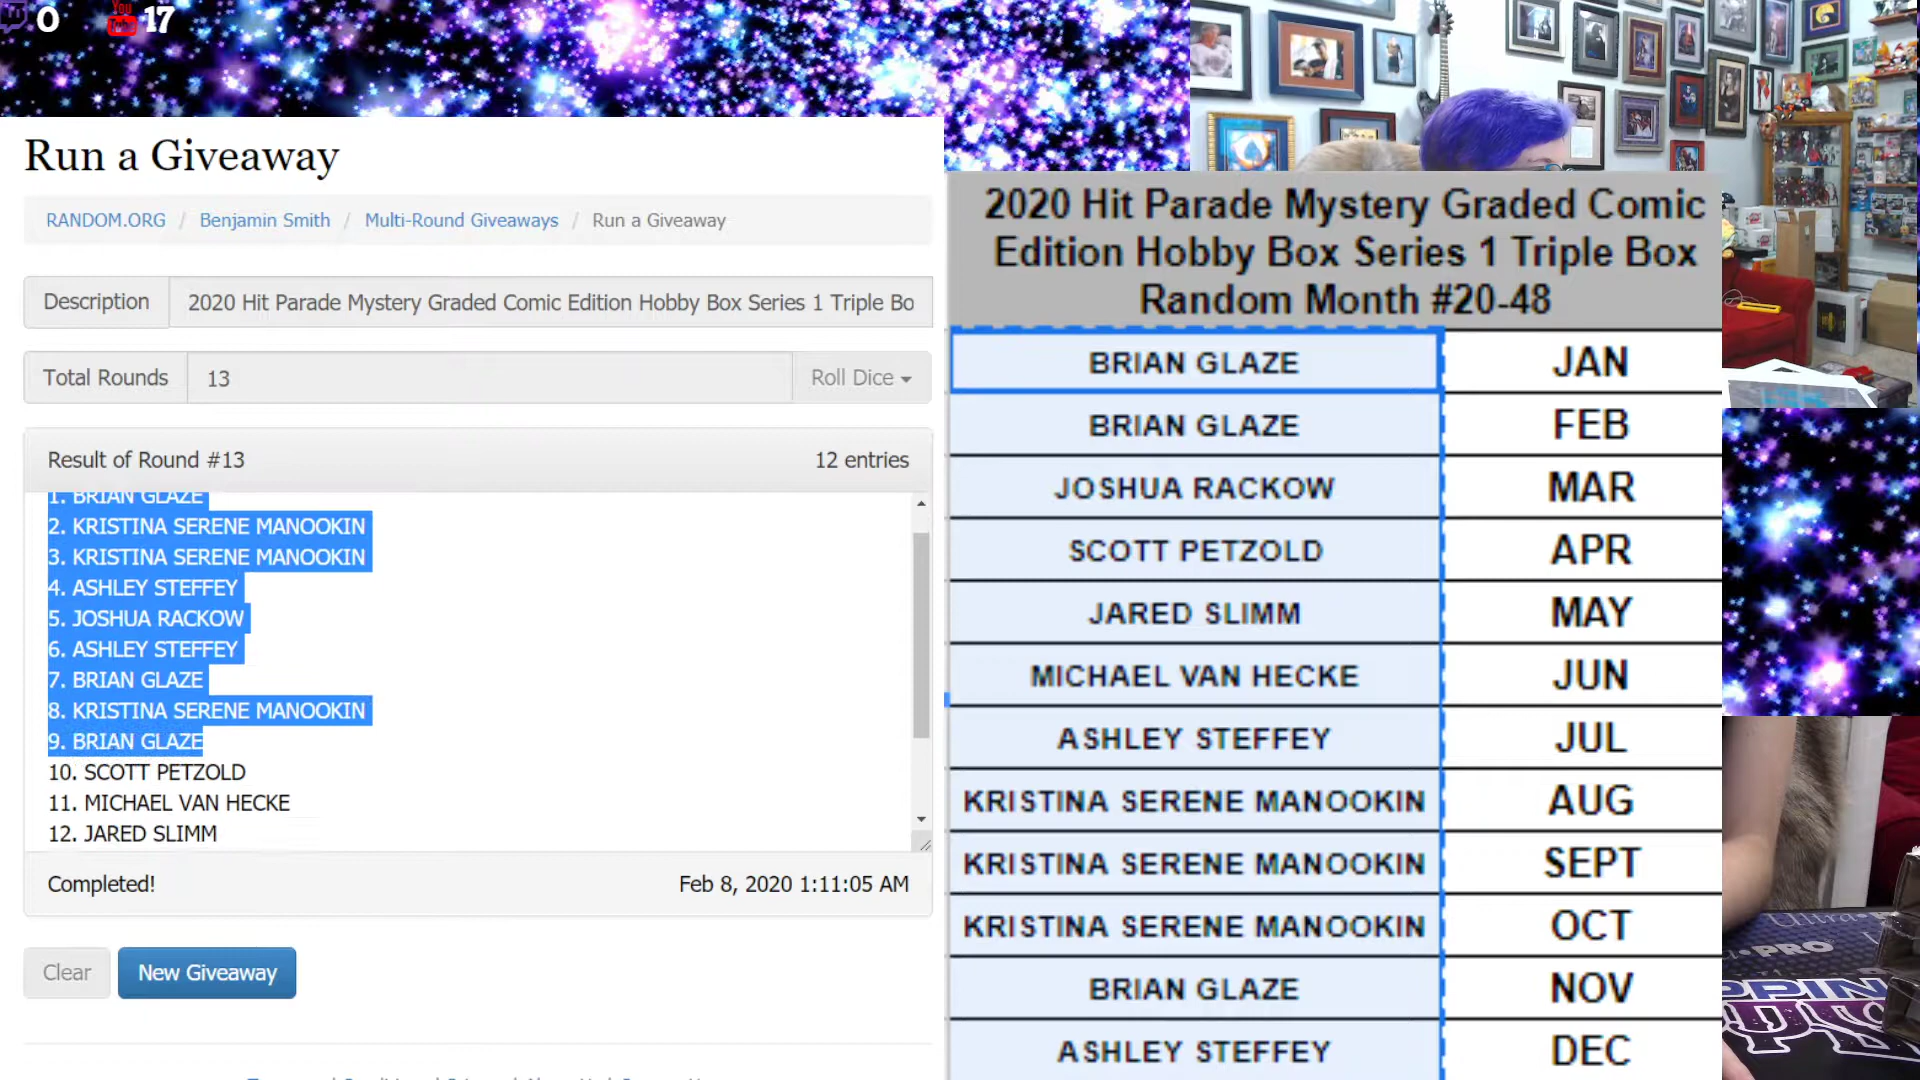 0
You
17
Run a Giveaway
RANDOM.ORG / Benjamin Smith / Multi-Round Giveaways / Run a Giveaway
Description
2020 Hit Parade Mystery Graded Comic Edition Hobby Box Series 1 Triple Bo
Total Rounds
13
Roll Dice
Result of Round #13
12 entries
1. BRIAN GLAZE
2. KRISTINA SERENE MANOOKIN
3. KRISTINA SERENE MANOOKIN
4. ASHLEY STEFFEY
5. JOSHUA RACKOW
6. ASHLEY STEFFEY
7. BRIAN GLAZE
8. KRISTINA SERENE MANOOKIN
9. BRIAN GLAZE
10. SCOTT PETZOLD
11. MICHAEL VAN HECKE
12. JARED SLIMM
Completed!
Feb 8, 2020 1:11:05 AM
Clear
New Giveaway
2020 Hit Parade Mystery Graded Comic
Edition Hobby Box Series 1 Triple Box
Random Month #20-48
BRIAN GLAZE JAN
BRIAN GLAZE FEB
JOSHUA RACKOW MAR
SCOTT PETZOLD APR
JARED SLIMM MAY
MICHAEL VAN HECKE JUN
ASHLEY STEFFEY JUL
KRISTINA SERENE MANOOKIN AUG
KRISTINA SERENE MANOOKIN SEPT
KRISTINA SERENE MANOOKIN OCT
BRIAN GLAZE NOV
ASHLEY STEFFEY DEC
PRO
PPIN